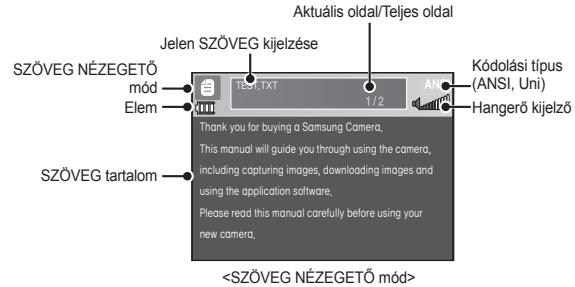 Aktuális oldal/Teljes oldal
Jelen SZÖVEG kijelzése
SZÖVEG NÉZEGETŐ
mód
Elem
Kódolási típus
(ANSI, Uni)
Hangerő kijelző
TEST.TXT
1/2
SZÖVEG tartalom
Thank you for buying a Samsung Camera.
This manual will guide you through using the camera,
including capturing images, downloading images and
using the application software.
Please read this manual carefully before using your
new camera.
<SZÖVEG NÉZEGETŐ mód>